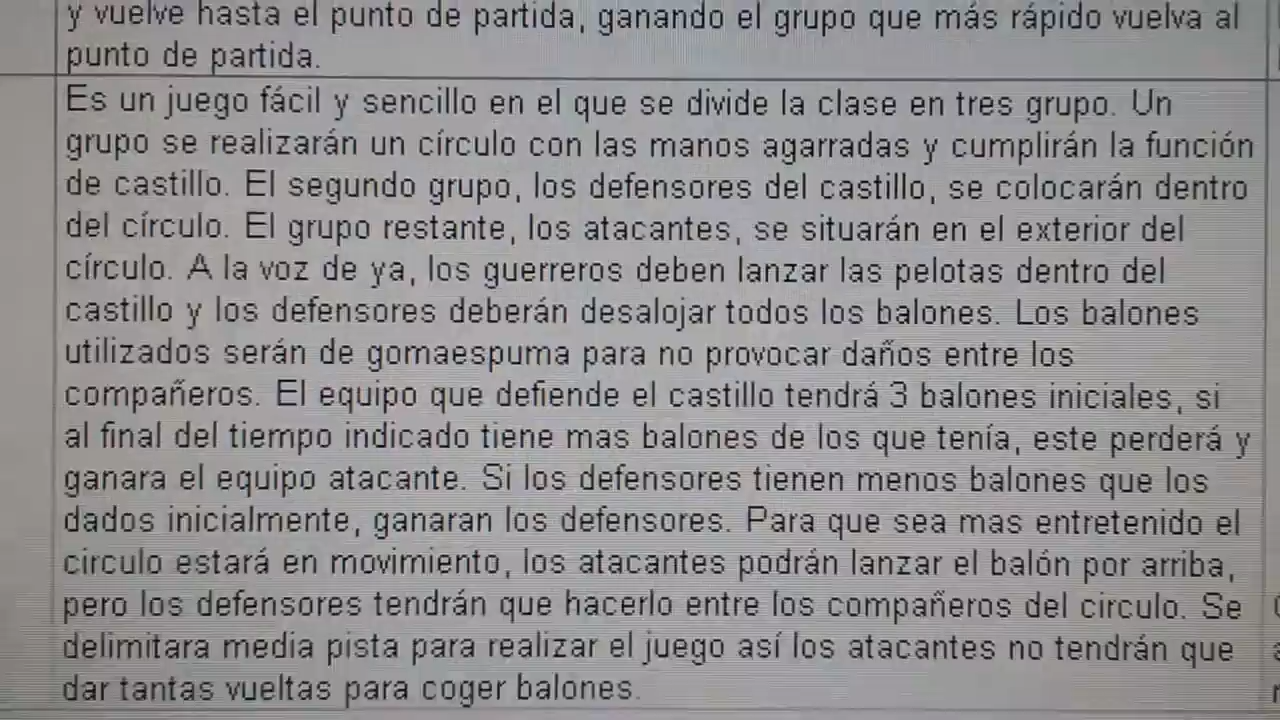 y vuelve hasta el punto de partida, ganando el grupo que más rápido vuelva al
punto de partida.
Es un juego fácil y sencillo en el que se divide la clase en tres grupo. Un
grupo se realizarán un círculo con las manos agarradas y cumplirán la función
de castillo. El segundo grupo, los defensores del castillo, se colocarán dentro
del círculo. El grupo restante, los atacantes, se situarán en el exterior del
círculo. A la voz de ya, los guerreros deben lanzar las pelotas dentro del
castillo y los defensores deberán desalojar todos los balones. Los balones
utilizados serán de gomaespuma para no provocar daños entre los
compañeros. El equipo que defiende el castillo tendrá 3 balones iniciales, si
al final del tiempo indicado tiene mas balones de los que tenía, este perderá y
ganara el equipo atacante. Si los defensores tienen menos balones que los
dados inicialmente, ganaran los defensores. Para que sea mas entretenido el
circulo estará en movimiento, los atacantes podrán lanzar el balón por arriba,
pero los defensores tendrán que hacerlo entre los compañeros del circulo. Se
delimitara media pista para realizar el juego así los atacantes no tendrán que
dar tantas vueltas para coger balones.